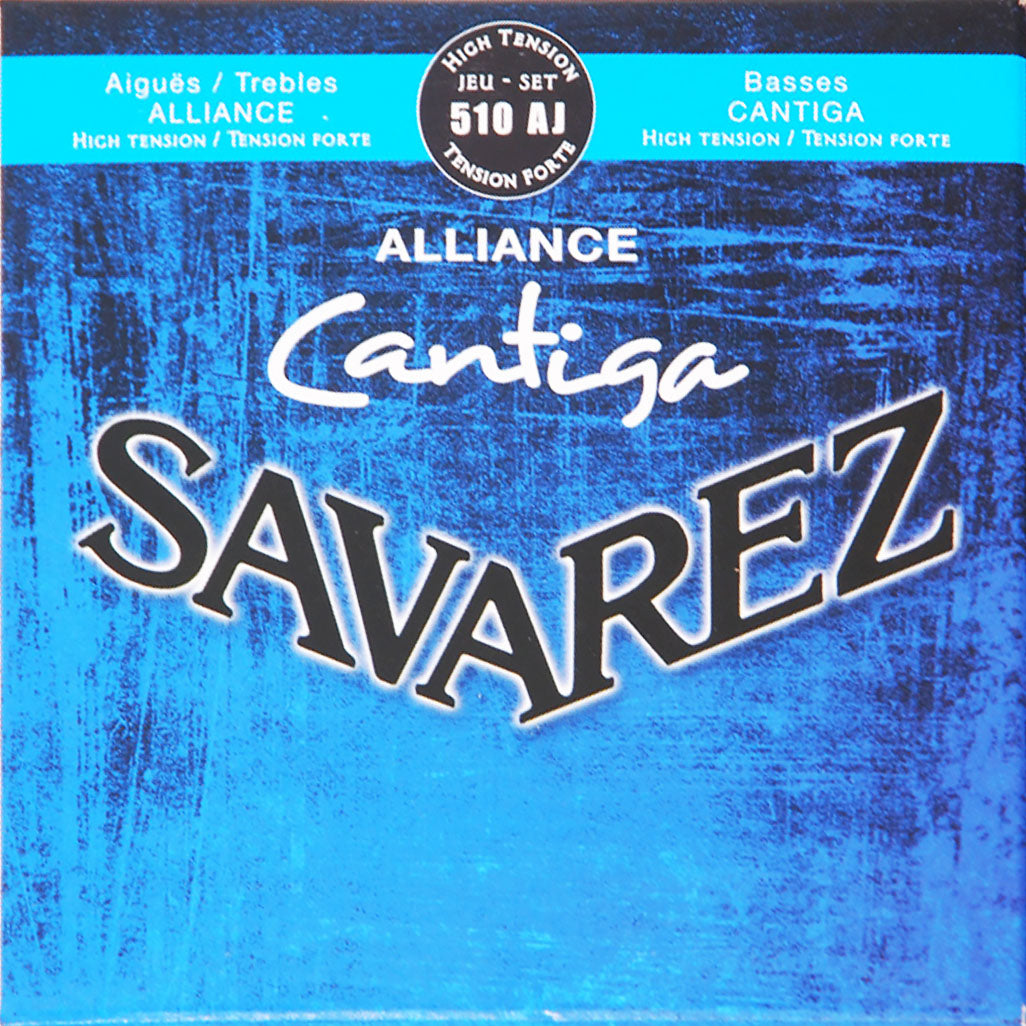 Aiguës / Trebles
ALLIANCE
HIGH TENSION / TENSION FORTE
HIGH TENSION
JEU - SET
510 AJ
TENSION FORTE
Basses
CANTIGA
HIGH TENSION / TENSION FORTE
ALLIANCE
Cantiga
SAVAREZ